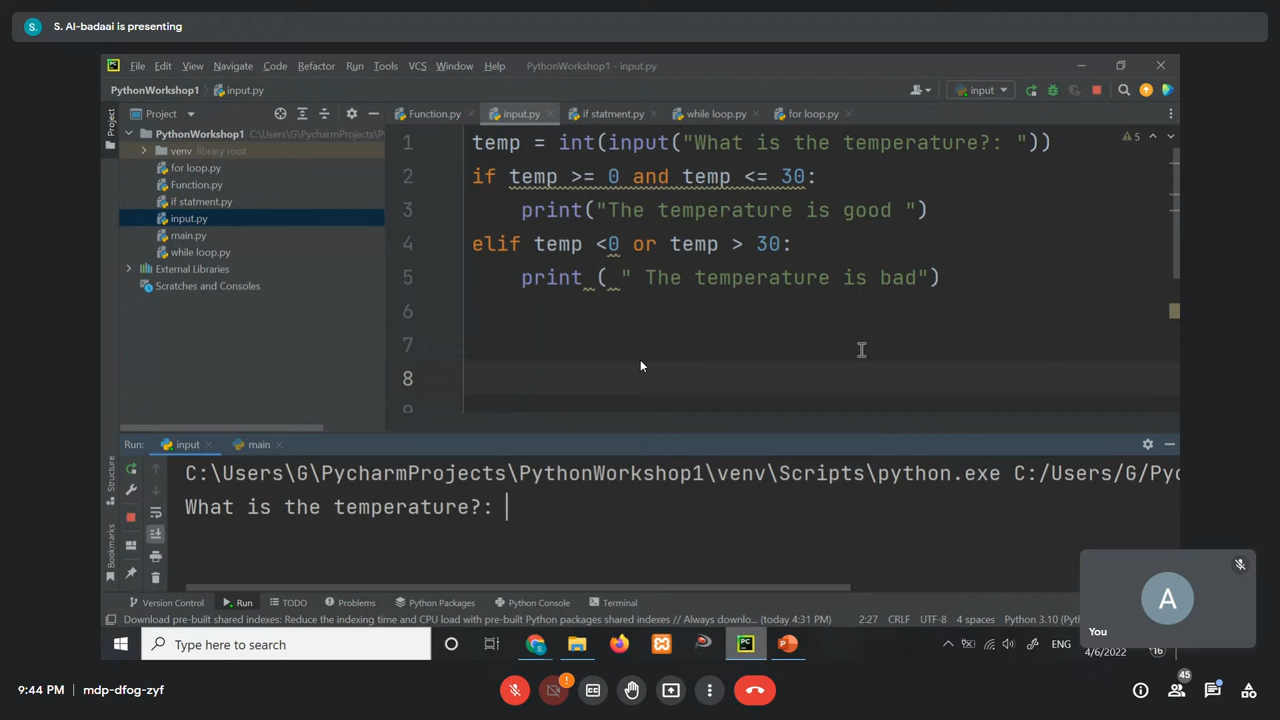 S. S. Al-badaai is presenting
File Edit View Navigate Code Refactor Run Tools VCS Window Help PythonWorkshop1 - input.py
PythonWorkshop1 input.py input
Project Project Function.py input.py if statment.py while loop.py for loop.py
PythonWorkshop1 C:\Users\G\PycharmProjects\P
venv library root
for loop.py
Function.py
if statment.py
input.py
main.py
while loop.py
External Libraries
Scratches and Consoles
5
1 temp = int(input("What is the temperature?: "))
2 if temp >= 0 and temp <= 30:
3 print("The temperature is good ")
4 elif temp <0 or temp > 30:
5 print ( " The temperature is bad")
6
7
8
9
Run: input main
C:\Users\G\PycharmProjects\PythonWorkshop1\venv\Scripts\python.exe C:/Users/G/Pyc
What is the temperature?:
Structure
Bookmarks
Version Control Run TODO Problems Python Packages Python Console Terminal
Download pre-built shared indexes: Reduce the indexing time and CPU load with pre-built Python packages shared indexes // Always downlo... (today 4:31 PM) 2:27 CRLF UTF-8 4 spaces Python 3.10 (Pyth
Type here to search ENG
4/6/2022 16
A
You
9:44 PM mdp-dfog-zyf
45